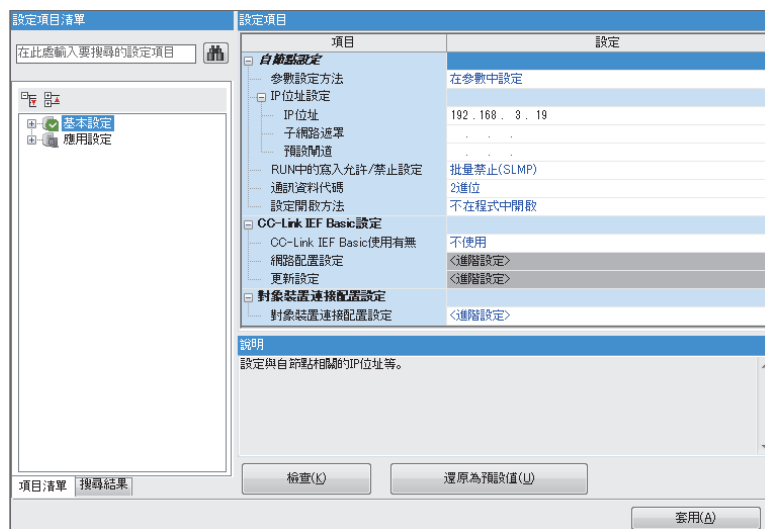 設定項目清單
在此處輸入要搜尋的設定項目
基本設定
應用設定
項目清單 搜尋結果
設定項目
項目 設定
自節點設定
參數設定方法 在參數中設定
IP位址設定
IP位址 192 . 168 . 3 . 19
子網路遮罩 . . .
預設閘道 . . .
RUN中的寫入允許/禁止設定 批量禁止(SLMP)
通訊資料代碼 2進位
設定開啟方法 不在程式中開啟
CC-Link IEF Basic設定
CC-Link IEF Basic使用有無 不使用
網路配置設定 <進階設定>
更新設定 <進階設定>
對象裝置連接配置設定
對象裝置連接配置設定 <進階設定>
說明
設定與自節點相關的IP位址等。
檢查(K) 還原為預設值(U)
套用(A)